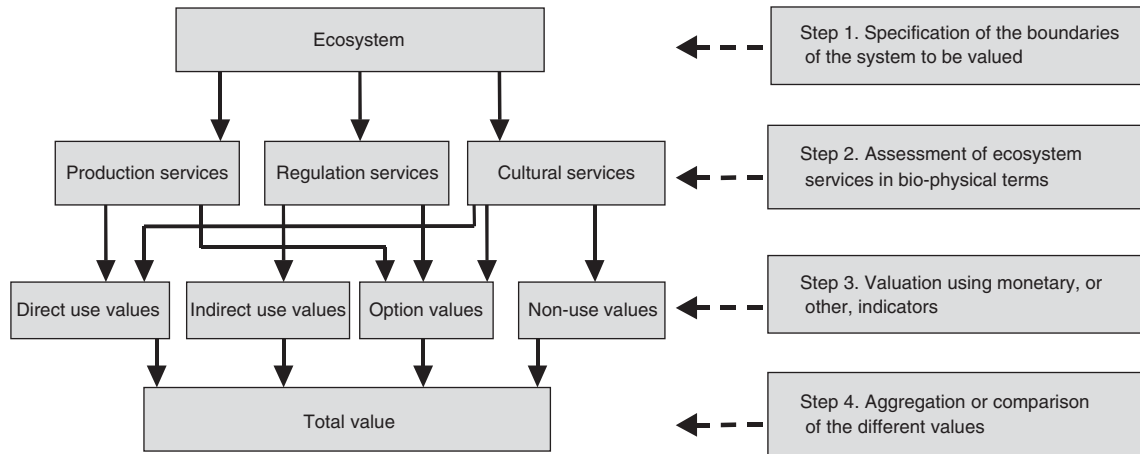 Ecosystem
Step 1. Specification of the boundaries
of the system to be valued
Production services
Regulation services
Cultural services
Step 2. Assessment of ecosystem
services in bio-physical terms
Direct use values
Indirect use values
Option values
Non-use values
Step 3. Valuation using monetary, or
other, indicators
Total value
Step 4. Aggregation or comparison
of the different values